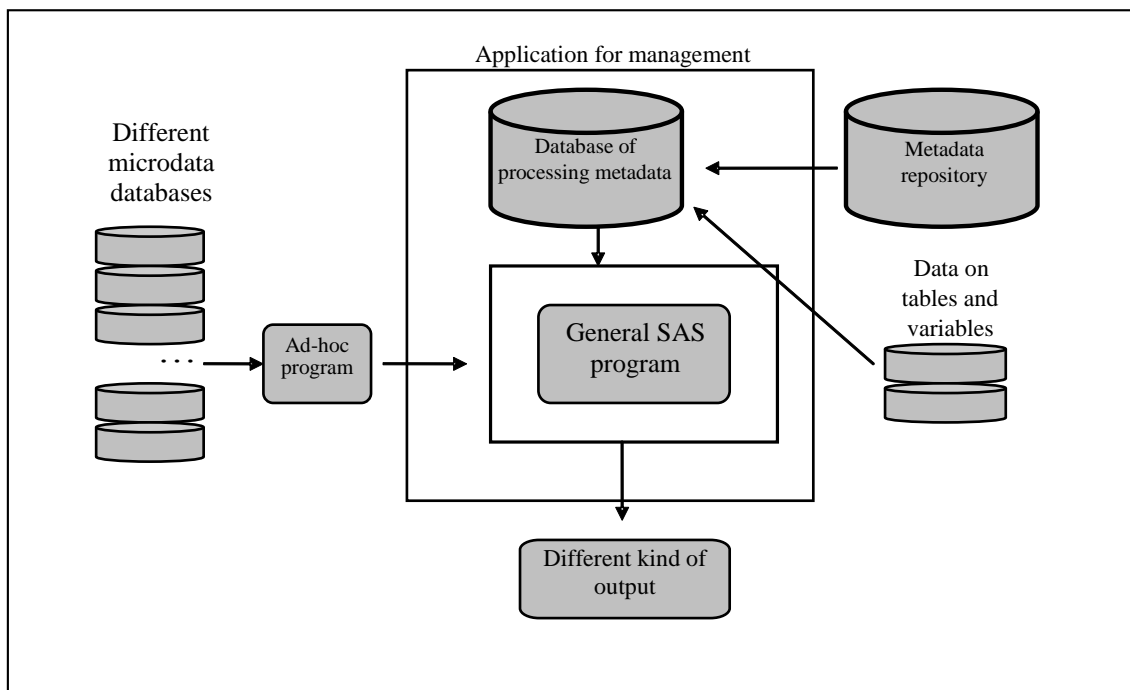 Application for management
Different
microdata
databases
Database of
processing metadata
Metadata
repository
Data on
tables and
variables
General SAS
program
...
Ad-hoc
program
Different kind of
output